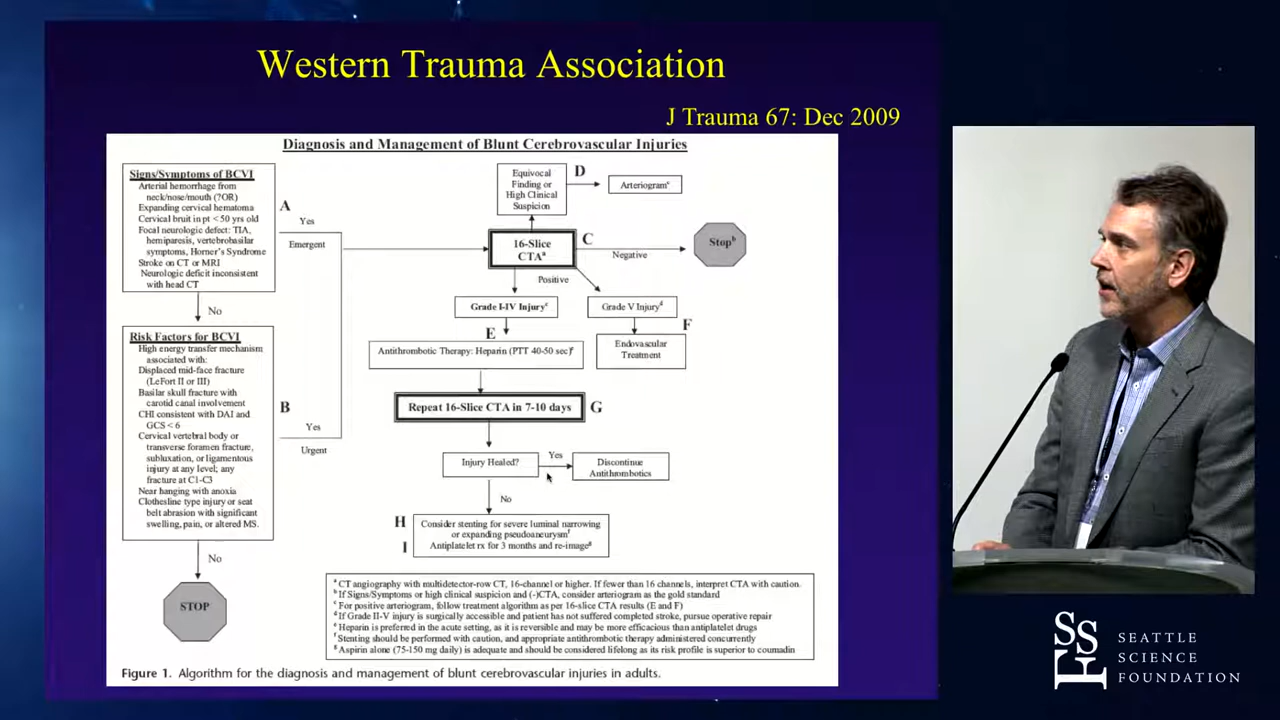 Western Trauma Association
J Trauma 67: Dec 2009
Diagnosis and Management of Blunt Cerebrovascular Injuries
Signs/Symptoms of BCVI
Arterial hemorrhage from
neck/nose/mouth (?OR)
Expanding cervical hematoma
Cervical bruit in pt < 50 yrs old
Focal neurologic defect: TIA,
hemiparesis, vertebrobasilar
symptoms, Horner's Syndrome
Stroke on CT or MRI
Neurologic deficit inconsistent
with head CT
A
Yes
Emergent
No
Risk Factors for BCVI
High energy transfer mechanism
associated with:
Displaced mid-face fracture
(LeFort II or III)
Basilar skull fracture with
carotid canal involvement
CHI consistent with DAI and
GCS < 6
Cervical vertebral body or
transverse foramen fracture,
subluxation, or ligamentous
injury at any level; any
fracture at C1-C3
Near hanging with anoxia
Clothesline type injury or seat
belt abrasion with significant
swelling, pain, or altered MS.
B
Yes
Urgent
No
STOP
Equivocal
Finding or
High Clinical
Suspicion
D
Arteriogramᶜ
16-Slice
CTAᵃ
C
Negative
Stopᵇ
Positive
Grade I-IV Injuryᶜ
Grade V Injuryᵈ
E
F
Antithrombotic Therapy: Heparin (PTT 40-50 sec)ᵉ
Endovascular
Treatment
Repeat 16-Slice CTA in 7-10 days
G
Injury Healed?
Yes
Discontinue
Antithrombotics
No
H
I
Consider stenting for severe luminal narrowing
or expanding pseudoaneurysmᶠ
Antiplatelet rx for 3 months and re-imageᵍ
ᵃ CT angiography with multidetector-row CT, 16-channel or higher. If fewer than 16 channels, interpret CTA with caution.
ᵇ If Signs/Symptoms or high clinical suspicion and (-)CTA, consider arteriogram as the gold standard
ᶜ For positive arteriogram, follow treatment algorithm as per 16-slice CTA results (E and F)
ᵈ If Grade II-V injury is surgically accessible and patient has not suffered completed stroke, pursue operative repair
ᵉ Heparin is preferred in the acute setting, as it is reversible and may be more efficacious than antiplatelet drugs
ᶠ Stenting should be performed with caution, and appropriate antithrombotic therapy administered concurrently
ᵍ Aspirin alone (75-150 mg daily) is adequate and should be considered lifelong as its risk profile is superior to coumadin
Figure 1. Algorithm for the diagnosis and management of blunt cerebrovascular injuries in adults.
SSF
SEATTLE
SCIENCE
FOUNDATION